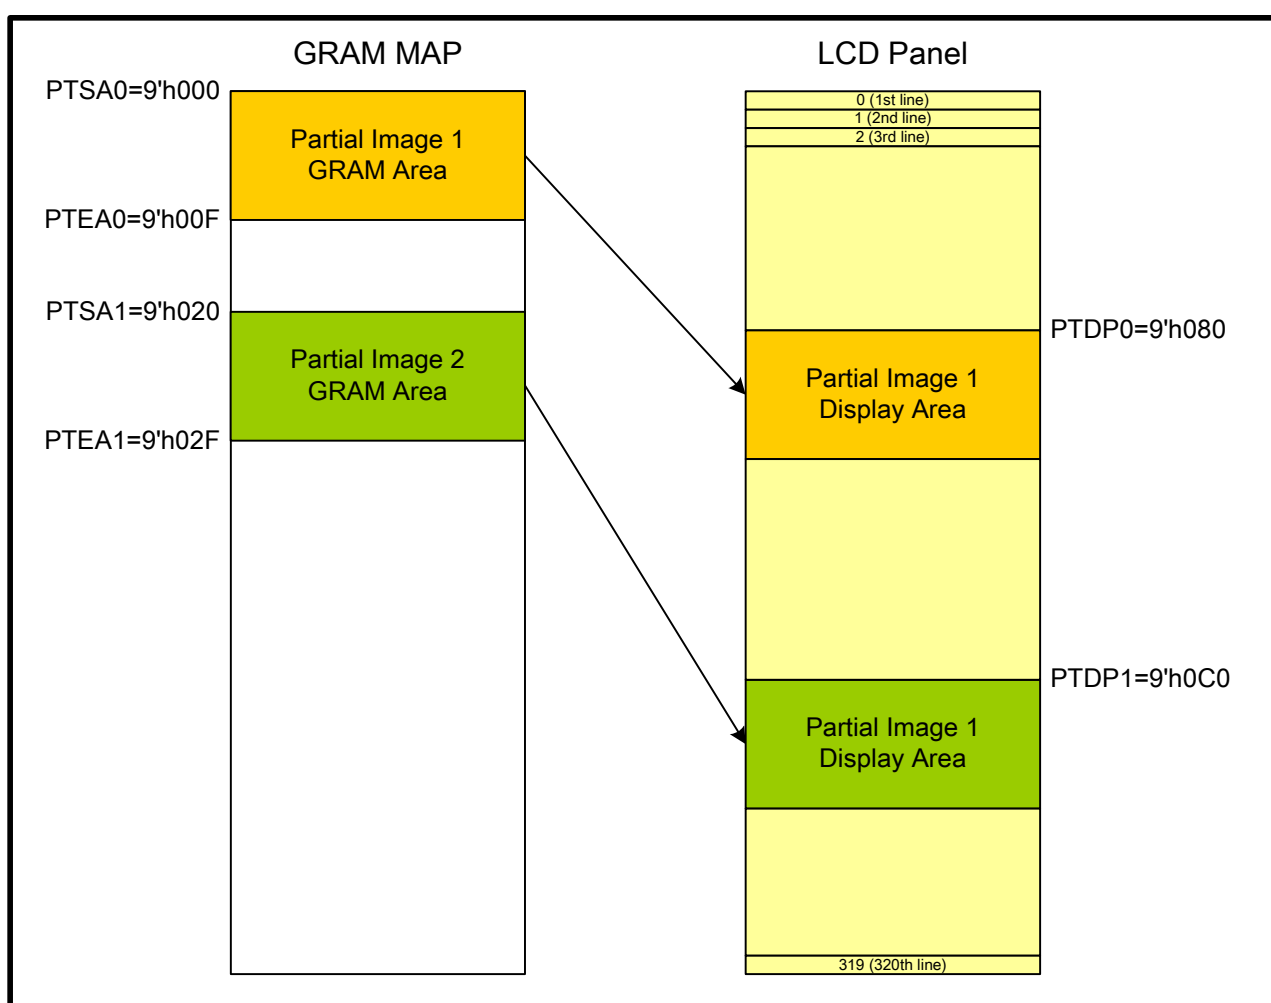 GRAM MAP
LCD Panel
PTSA0=9'h000
0 (1st line)
1 (2nd line)
2 (3rd line)
Partial Image 1
GRAM Area
PTEA0=9'h00F
PTSA1=9'h020
PTDP0=9'h080
Partial Image 2
GRAM Area
Partial Image 1
Display Area
PTEA1=9'h02F
PTDP1=9'h0C0
Partial Image 1
Display Area
319 (320th line)